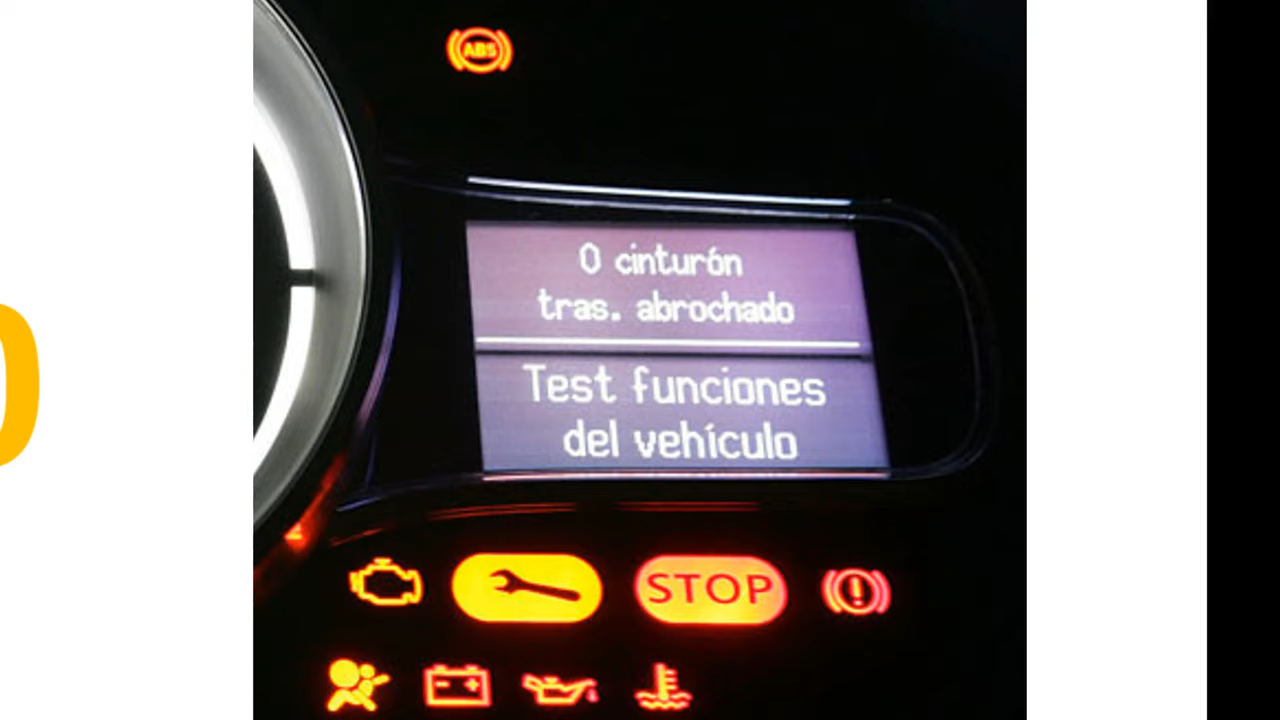 ABS
0 cinturón
tras. abrochado
Test funciones
del vehículo
STOP